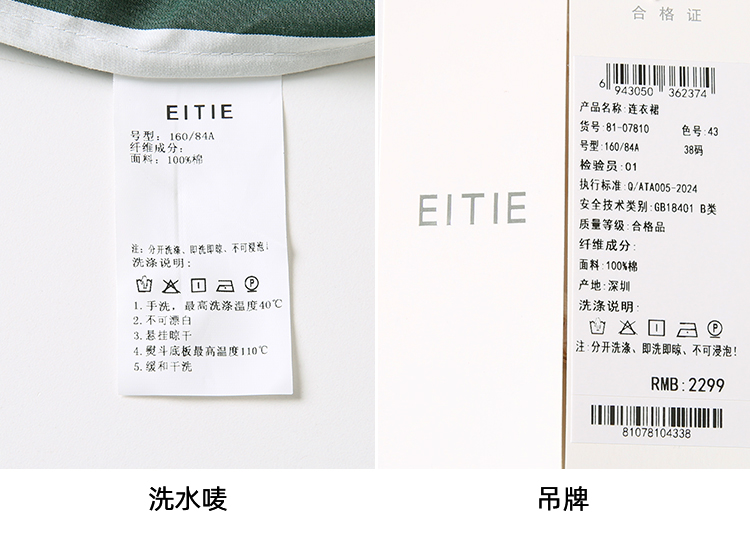 EITIE
号型：160/84A
纤维成分：
面料：100%棉
注：分开洗涤、即洗即晾、不可浸泡！
洗涤说明：
1.手洗，最高洗涤温度40℃
2.不可漂白
3.悬挂晾干
4.熨斗底板最高温度110℃
5.缓和干洗
洗水唛
EITIE
合格证
6 943050 362374
产品名称：连衣裙
货号：81-07810 色号：43
号型：160/84A 38码
检验员：01
执行标准：Q/ATA005-2024
安全技术类别：GB18401 B类
质量等级：合格品
纤维成分：
面料：100%棉
产地：深圳
洗涤说明：
P
注：分开洗涤、即洗即晾、不可浸泡！
RMB：2299
81078104338
吊牌